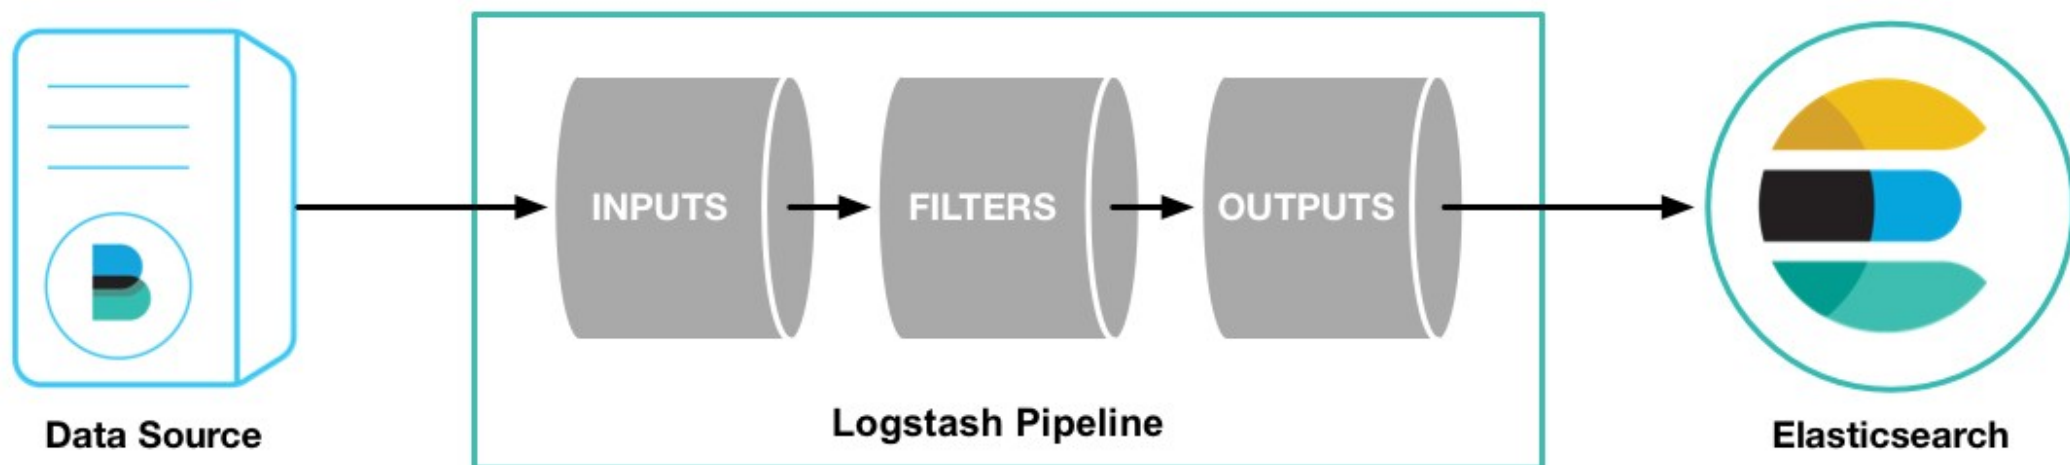 INPUTS
FILTERS
OUTPUTS
Data Source
Logstash Pipeline
Elasticsearch